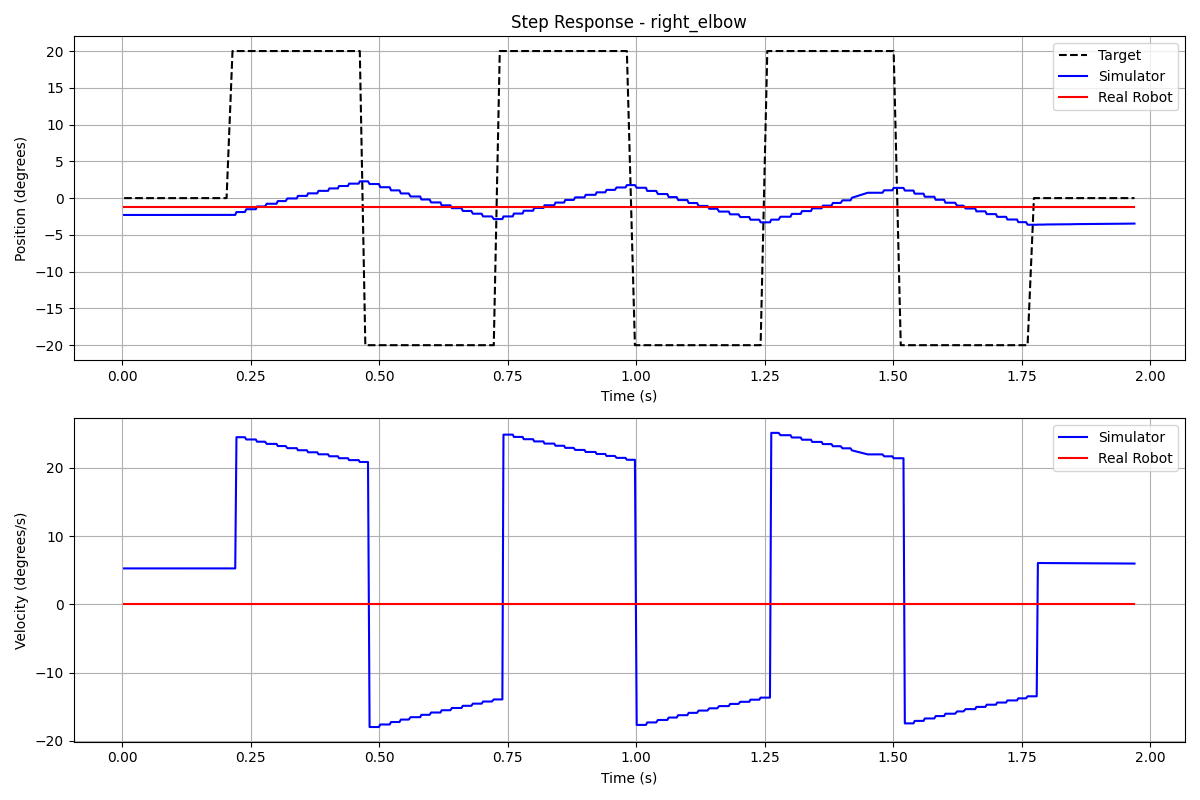 Step Response - right_elbow
20
15
10
5
0
−5
−10
−15
−20
Position (degrees)
Target
Simulator
Real Robot
0.00 0.25 0.50 0.75 1.00 1.25 1.50 1.75 2.00
Time (s)
20
10
0
−10
−20
Velocity (degrees/s)
Simulator
Real Robot
0.00 0.25 0.50 0.75 1.00 1.25 1.50 1.75 2.00
Time (s)